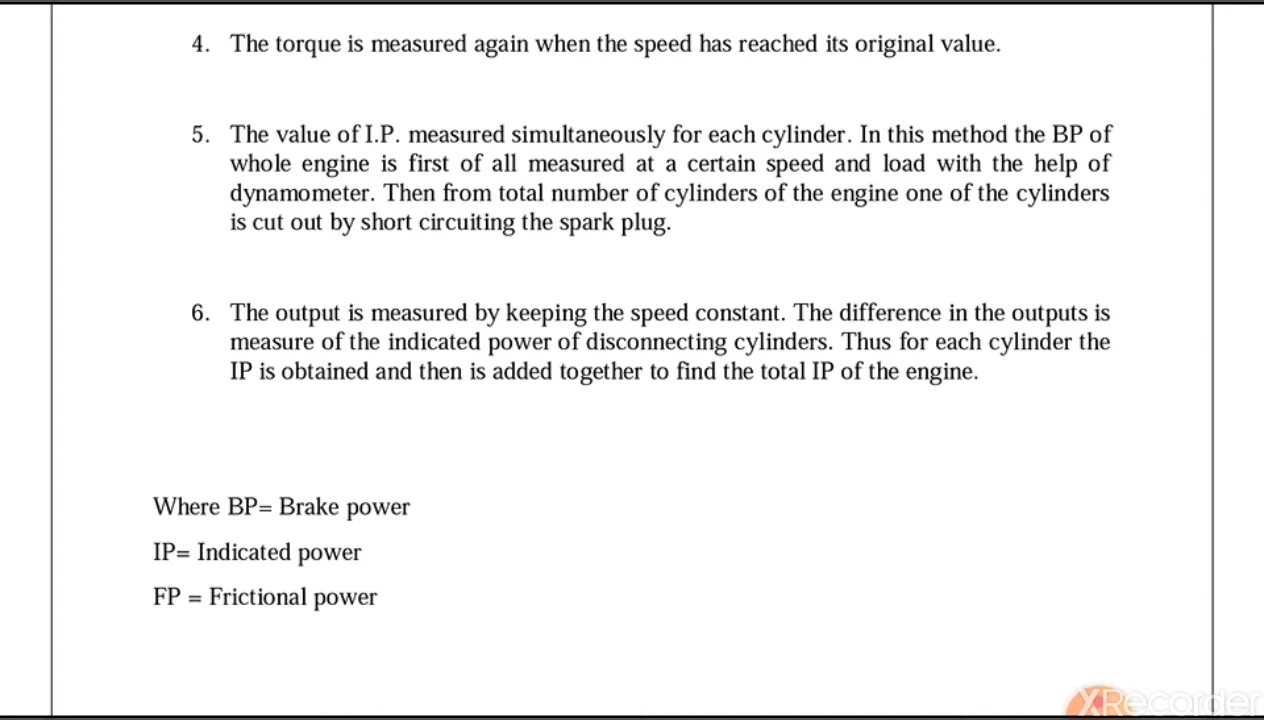 4. The torque is measured again when the speed has reached its original value.
5. The value of I.P. measured simultaneously for each cylinder. In this method the BP of
whole engine is first of all measured at a certain speed and load with the help of
dynamometer. Then from total number of cylinders of the engine one of the cylinders
is cut out by short circuiting the spark plug.
6. The output is measured by keeping the speed constant. The difference in the outputs is
measure of the indicated power of disconnecting cylinders. Thus for each cylinder the
IP is obtained and then is added together to find the total IP of the engine.
Where BP= Brake power
IP= Indicated power
FP = Frictional power
XRecorder